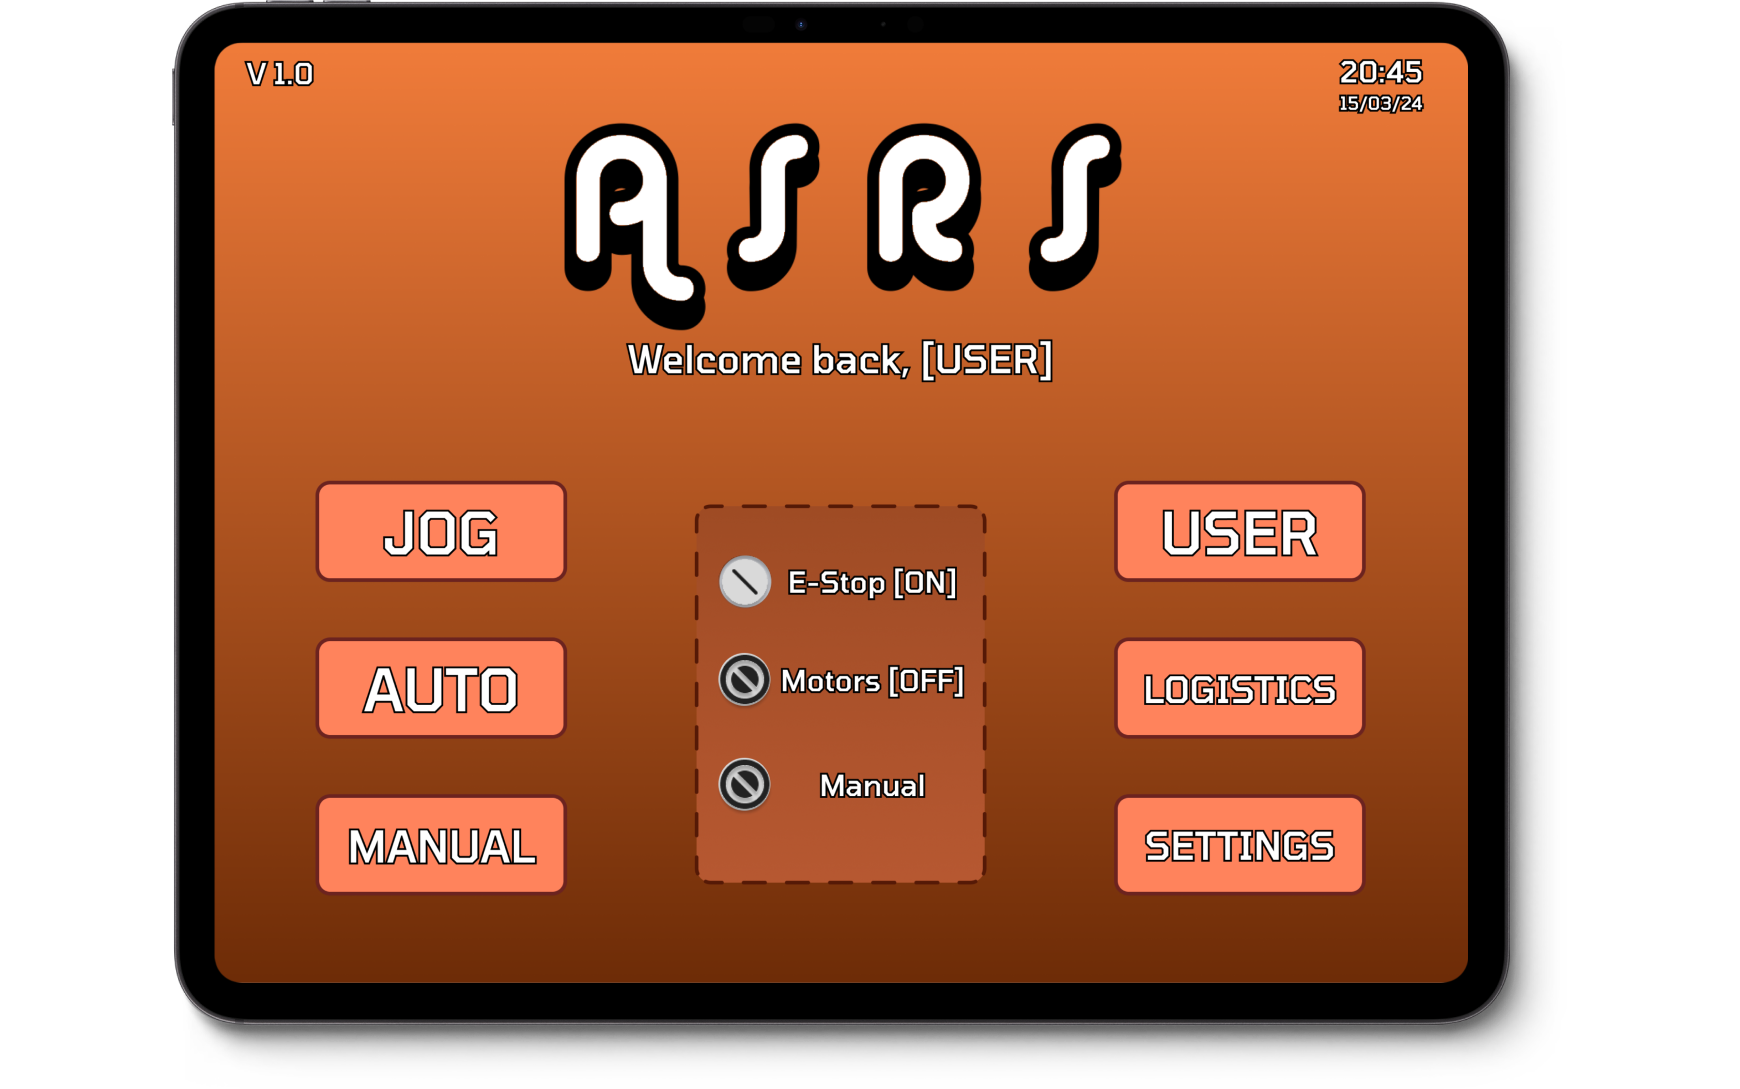 V 1.0
20:45
15/03/24
ASRS
Welcome back, [USER]
JOG
AUTO
MANUAL
E-Stop [ON]
Motors [OFF]
Manual
USER
LOGISTICS
SETTINGS